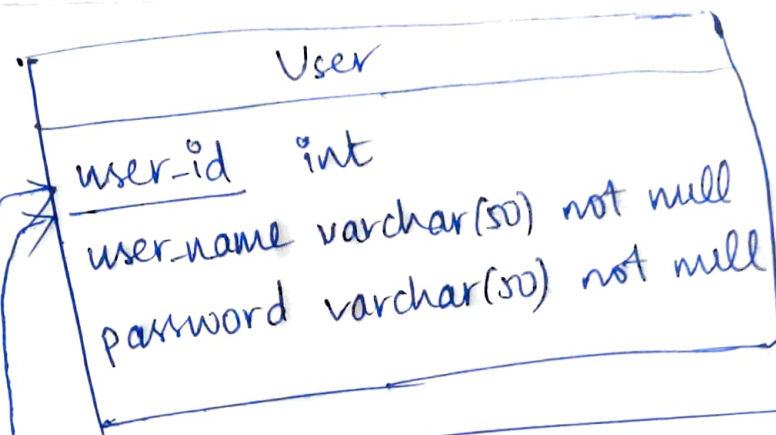 User
user_id int
user_name varchar(50) not null
password varchar(50) not null